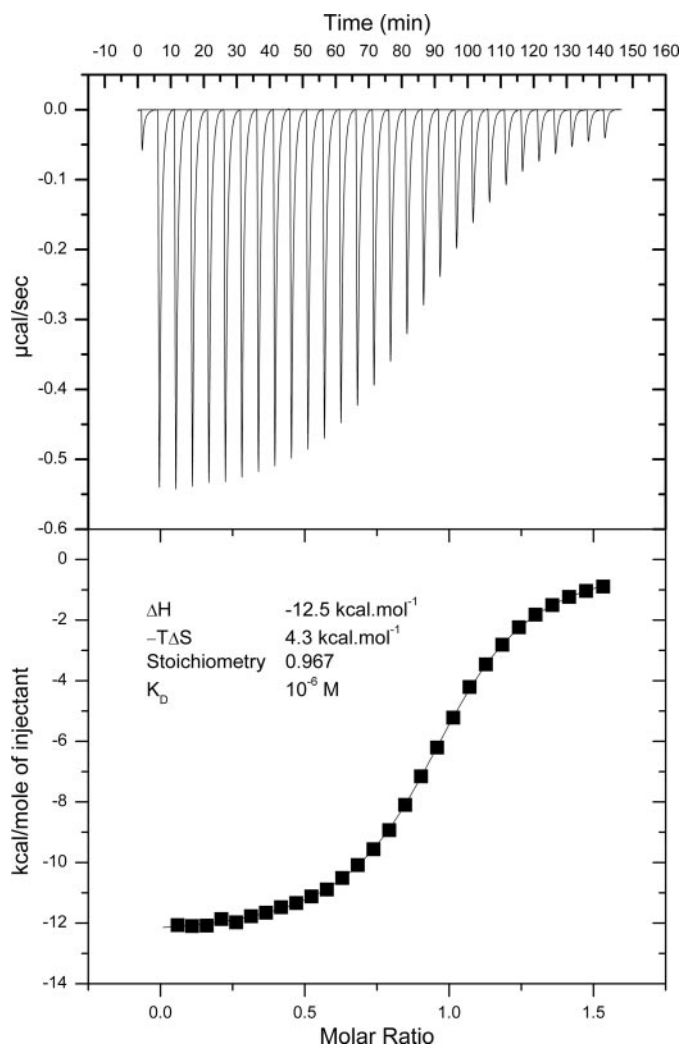 Time (min)
-10 0 10 20 30 40 50 60 70 80 90 100 110 120 130 140 150 160
0.0
-0.1
-0.2
-0.3
-0.4
-0.5
-0.6
µcal/sec
0
-2
-4
-6
-8
-10
-12
-14
kcal/mole of injectant
ΔH -12.5 kcal.mol⁻¹
–TΔS 4.3 kcal.mol⁻¹
Stoichiometry 0.967
K_D 10⁻⁶ M
0.0 0.5 1.0 1.5
Molar Ratio